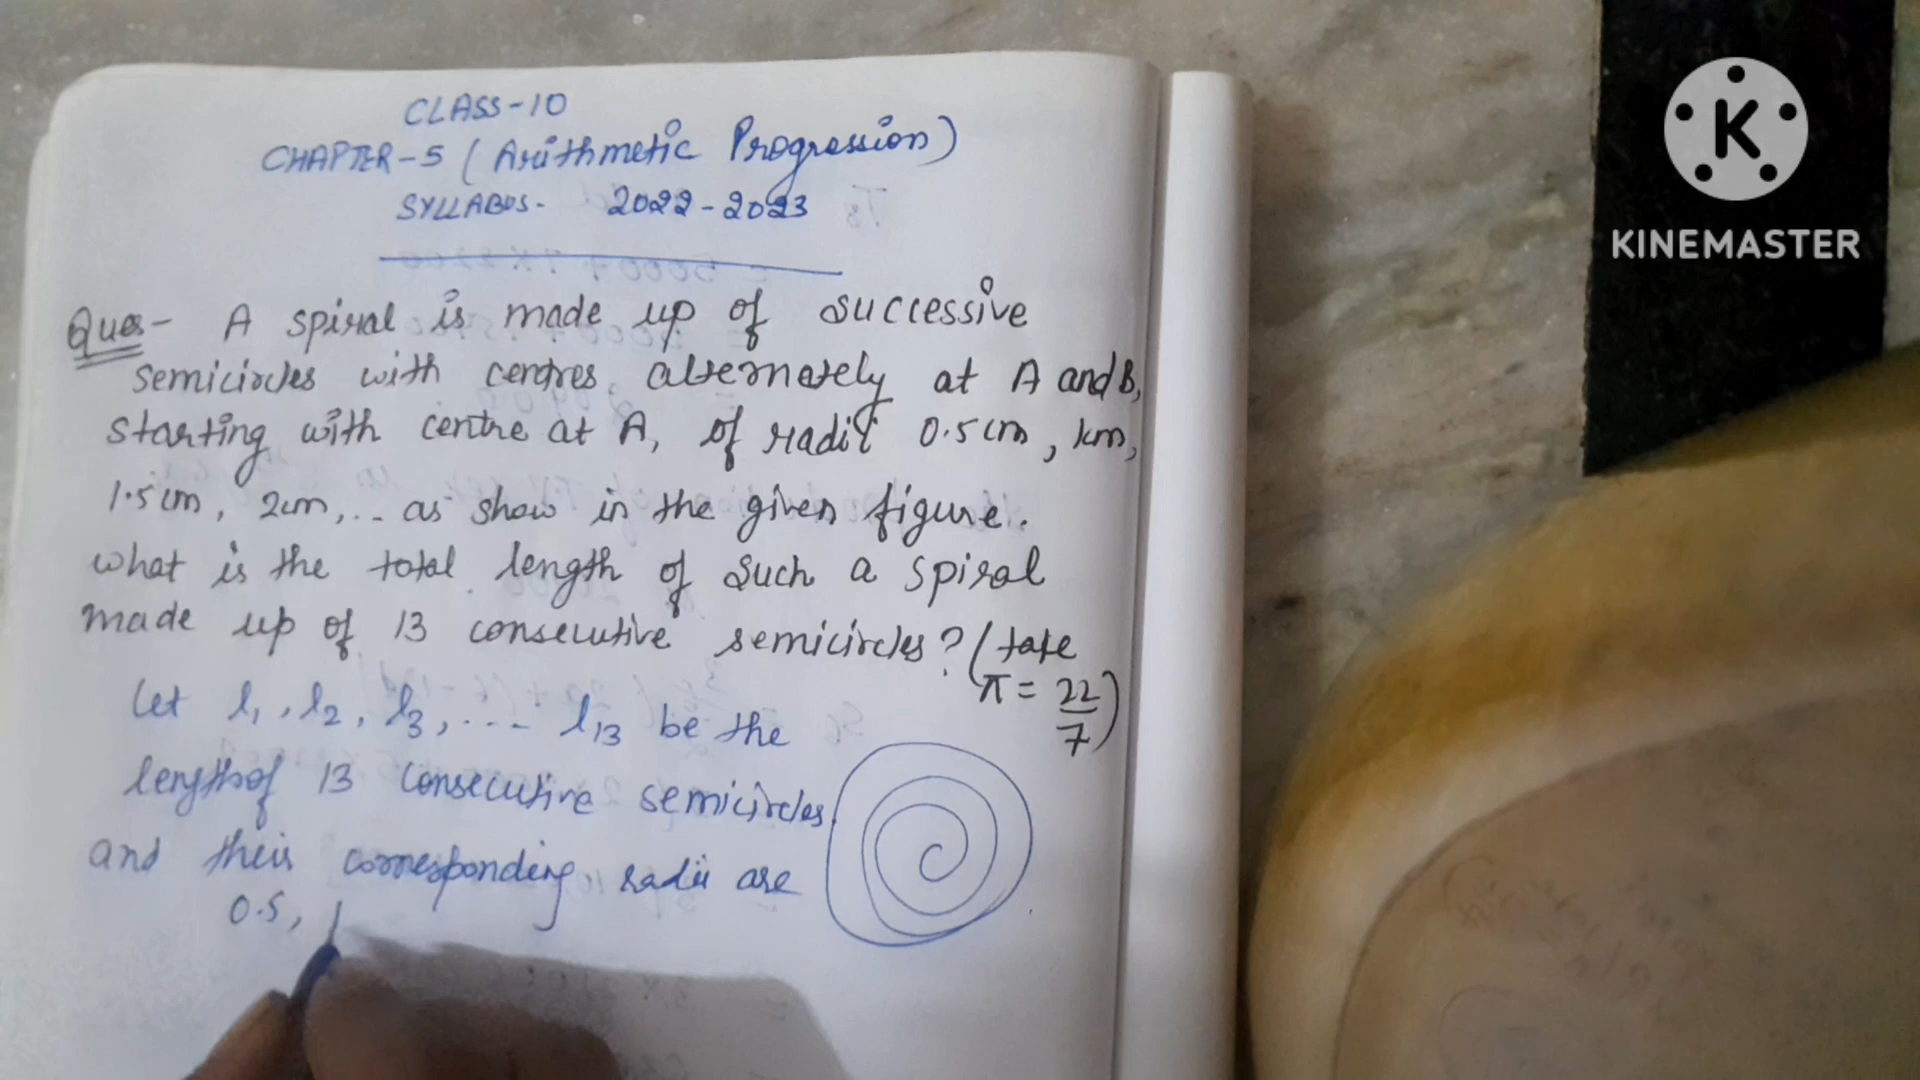 CLASS-10
CHAPTER-5 (Arithmetic Progression)
SYLLABUS- 2022-2023
Ques- A spiral is made up of successive
semicircles with centres alternately at A and B,
starting with centre at A, of radii 0.5cm, 1cm,
1.5cm, 2cm,... as show in the given figure.
what is the total length of such a spiral
made up of 13 consecutive semicircles? (take
π = 22/7)
Let l1, l2, l3, .... l13 be the
length of 13 consecutive semicircles.
and their corresponding radii are
0.5, 1
K
KINEMASTER